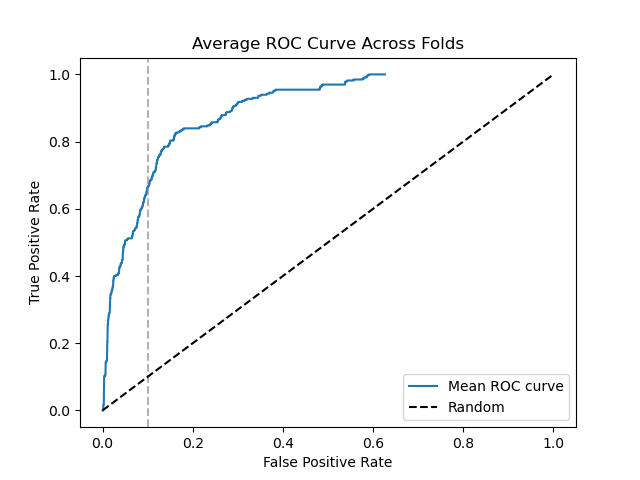 Average ROC Curve Across Folds
True Positive Rate
1.0
0.8
0.6
0.4
0.2
0.0
0.0 0.2 0.4 0.6 0.8 1.0
False Positive Rate
Mean ROC curve
Random